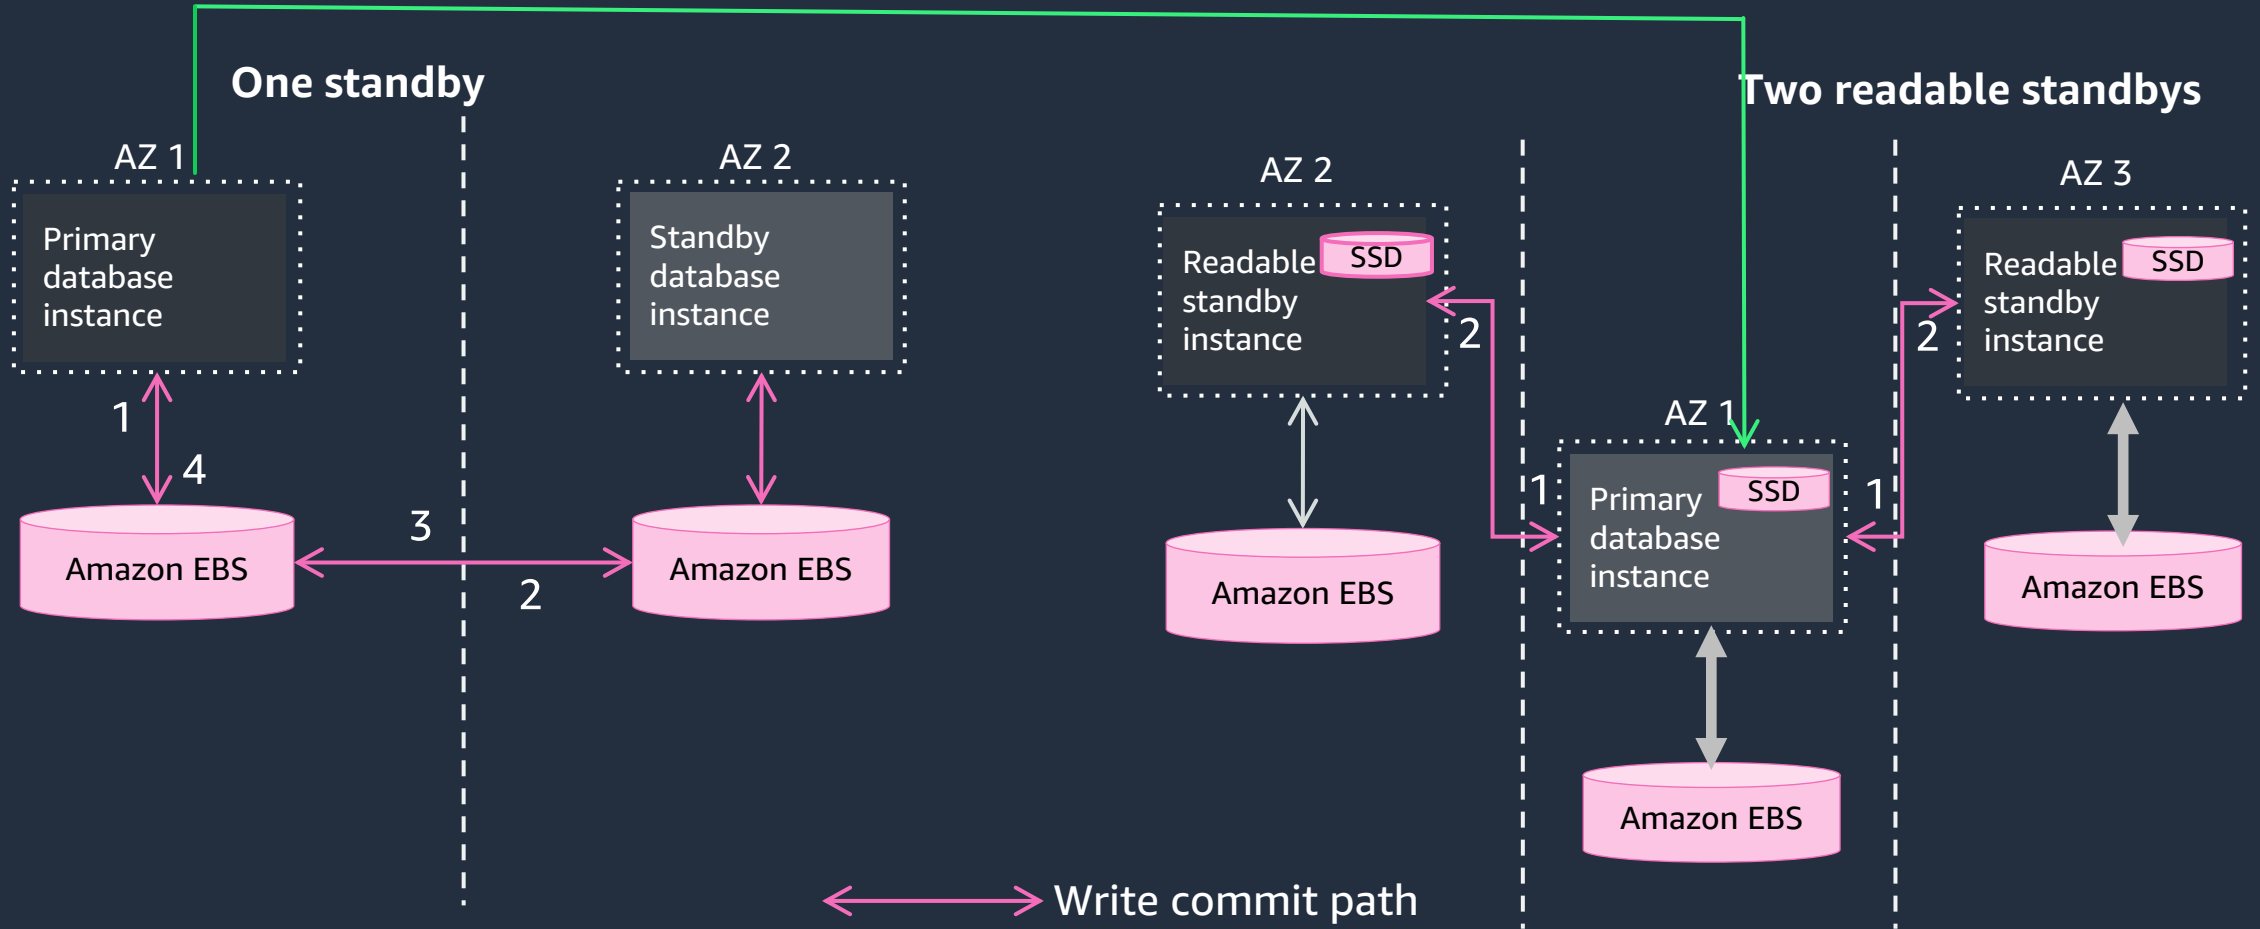 One standby
AZ 1
Primary
database
instance
1
4
Amazon EBS
3
2
AZ 2
Standby
database
instance
Amazon EBS
Two readable standbys
AZ 2
Readable
standby
instance
SSD
2
Amazon EBS
1
AZ 1
Primary
database
instance
SSD
1
Amazon EBS
AZ 3
Readable
standby
instance
SSD
2
Amazon EBS
Write commit path